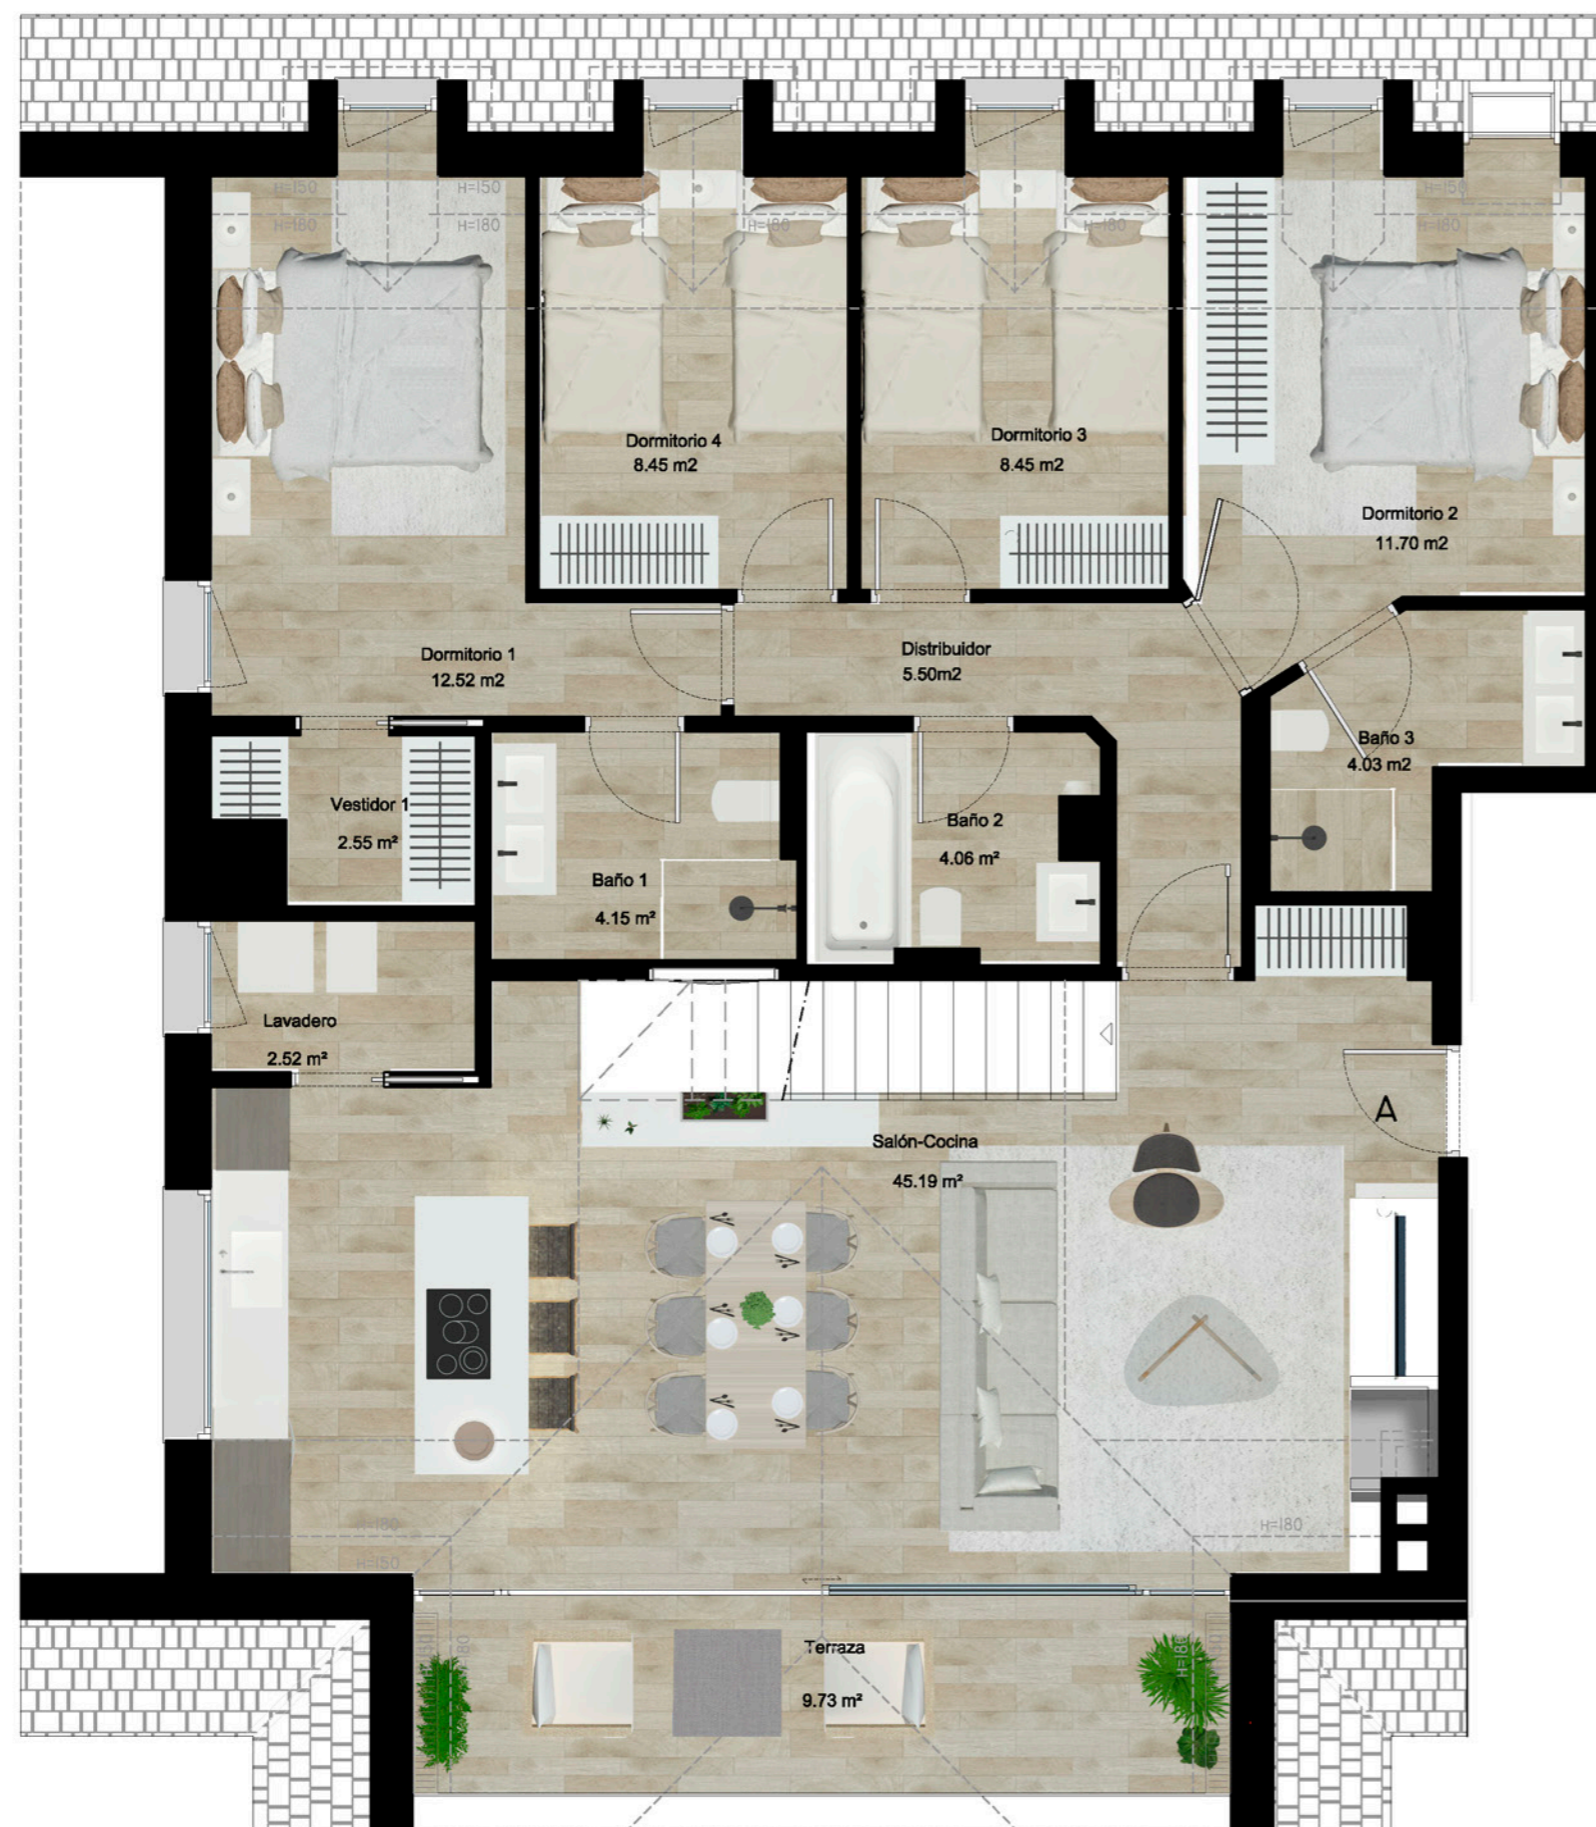 H=150
H=150
H=150
H=180
H=180
H=180
H=180
H=180
Dormitorio 4
8.45 m2
Dormitorio 3
8.45 m2
Dormitorio 2
11.70 m2
Dormitorio 1
12.52 m2
Distribuidor
5.50m2
Baño 3
4.03 m2
Vestidor 1
2.55 m²
Baño 2
4.06 m²
Baño 1
4.15 m²
Lavadero
2.52 m²
A
Salón-Cocina
45.19 m²
H=180
H=150
H=180
Terraza
9.73 m²
H=180